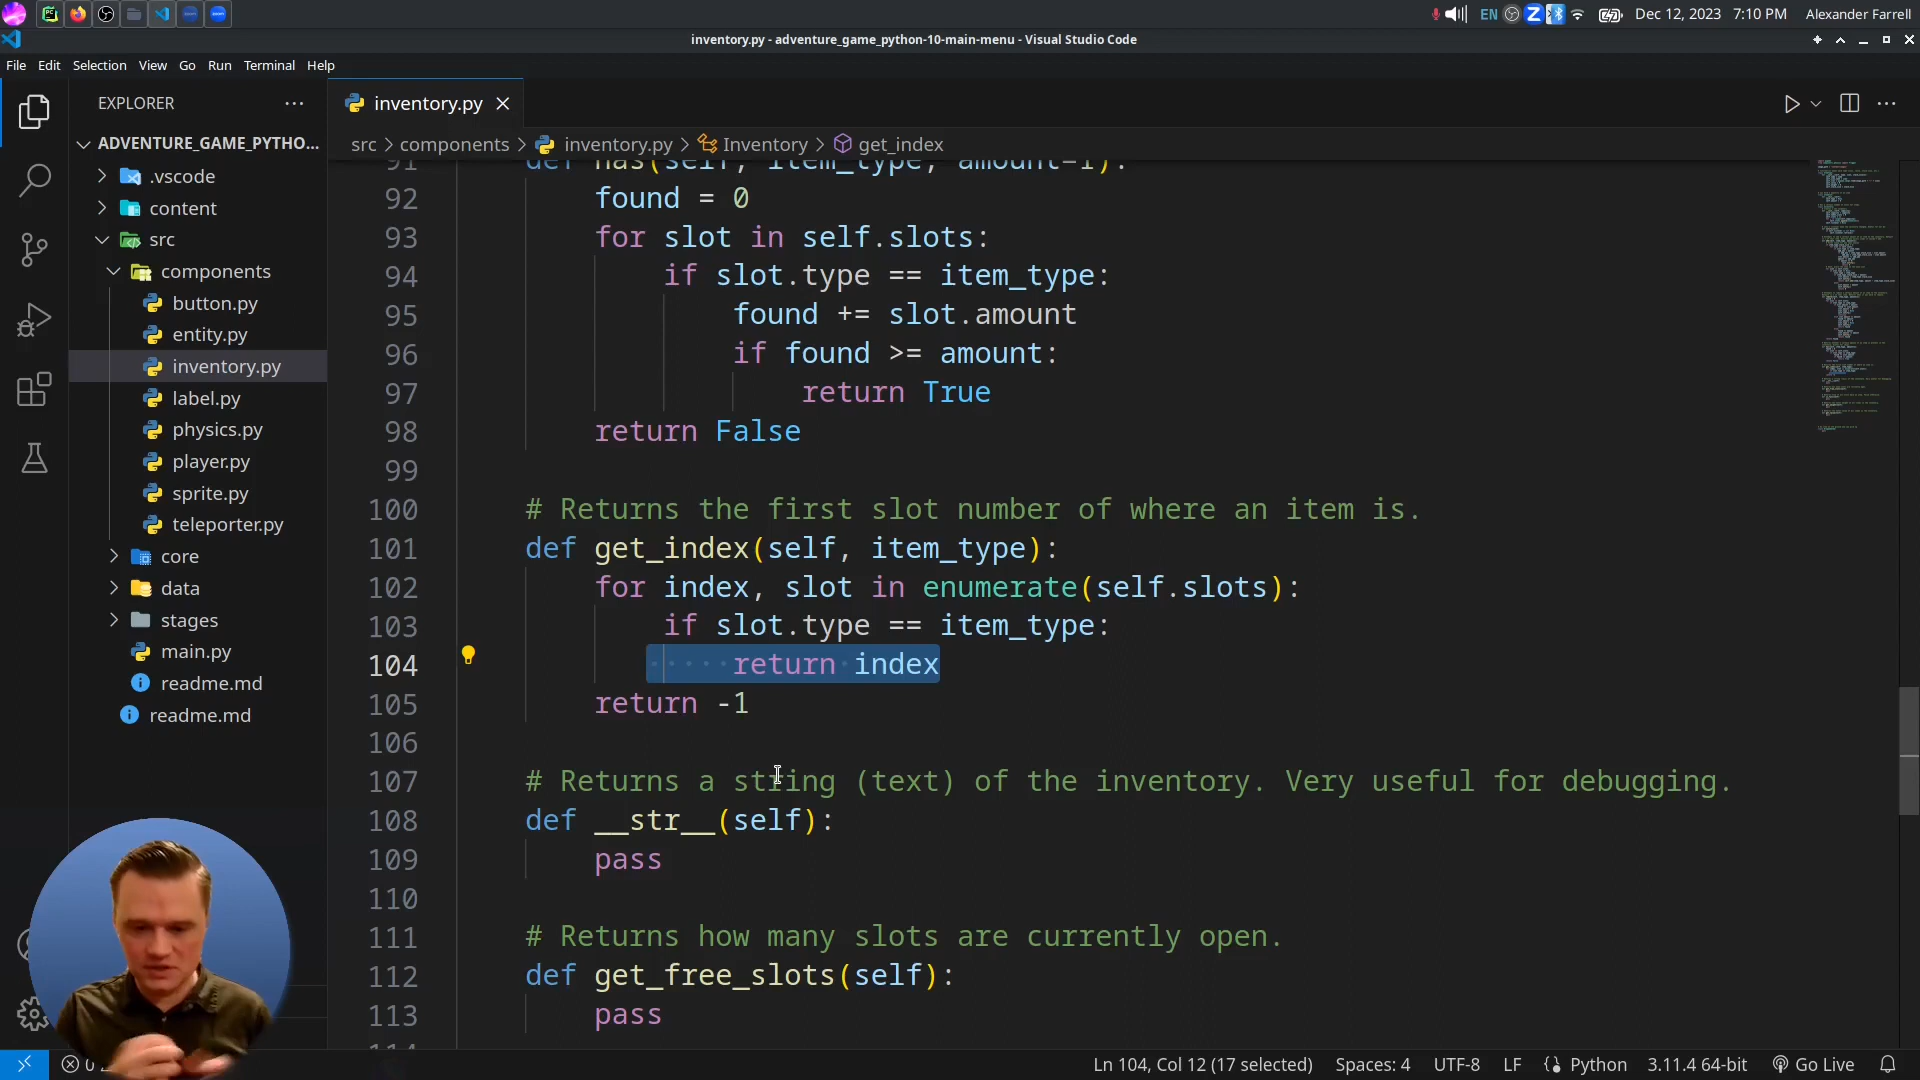 EN
Dec 12, 2023
7:10 PM
Alexander Farrell
inventory.py - adventure_game_python-10-main-menu - Visual Studio Code
File Edit Selection View Go Run Terminal Help
EXPLORER
ADVENTURE_GAME_PYTHO...
.vscode
content
src
components
button.py
entity.py
inventory.py
label.py
physics.py
player.py
sprite.py
teleporter.py
core
data
stages
main.py
readme.md
readme.md
inventory.py
src > components > inventory.py > Inventory > get_index
91 def has(self, item_type, amount=1):
92 found = 0
93 for slot in self.slots:
94 if slot.type == item_type:
95 found += slot.amount
96 if found >= amount:
97 return True
98 return False
99
100 # Returns the first slot number of where an item is.
101 def get_index(self, item_type):
102 for index, slot in enumerate(self.slots):
103 if slot.type == item_type:
104 return index
105 return -1
106
107 # Returns a string (text) of the inventory. Very useful for debugging.
108 def __str__(self):
109 pass
110
111 # Returns how many slots are currently open.
112 def get_free_slots(self):
113 pass
0
Ln 104, Col 12 (17 selected)
Spaces: 4
UTF-8
LF
Python
3.11.4 64-bit
Go Live